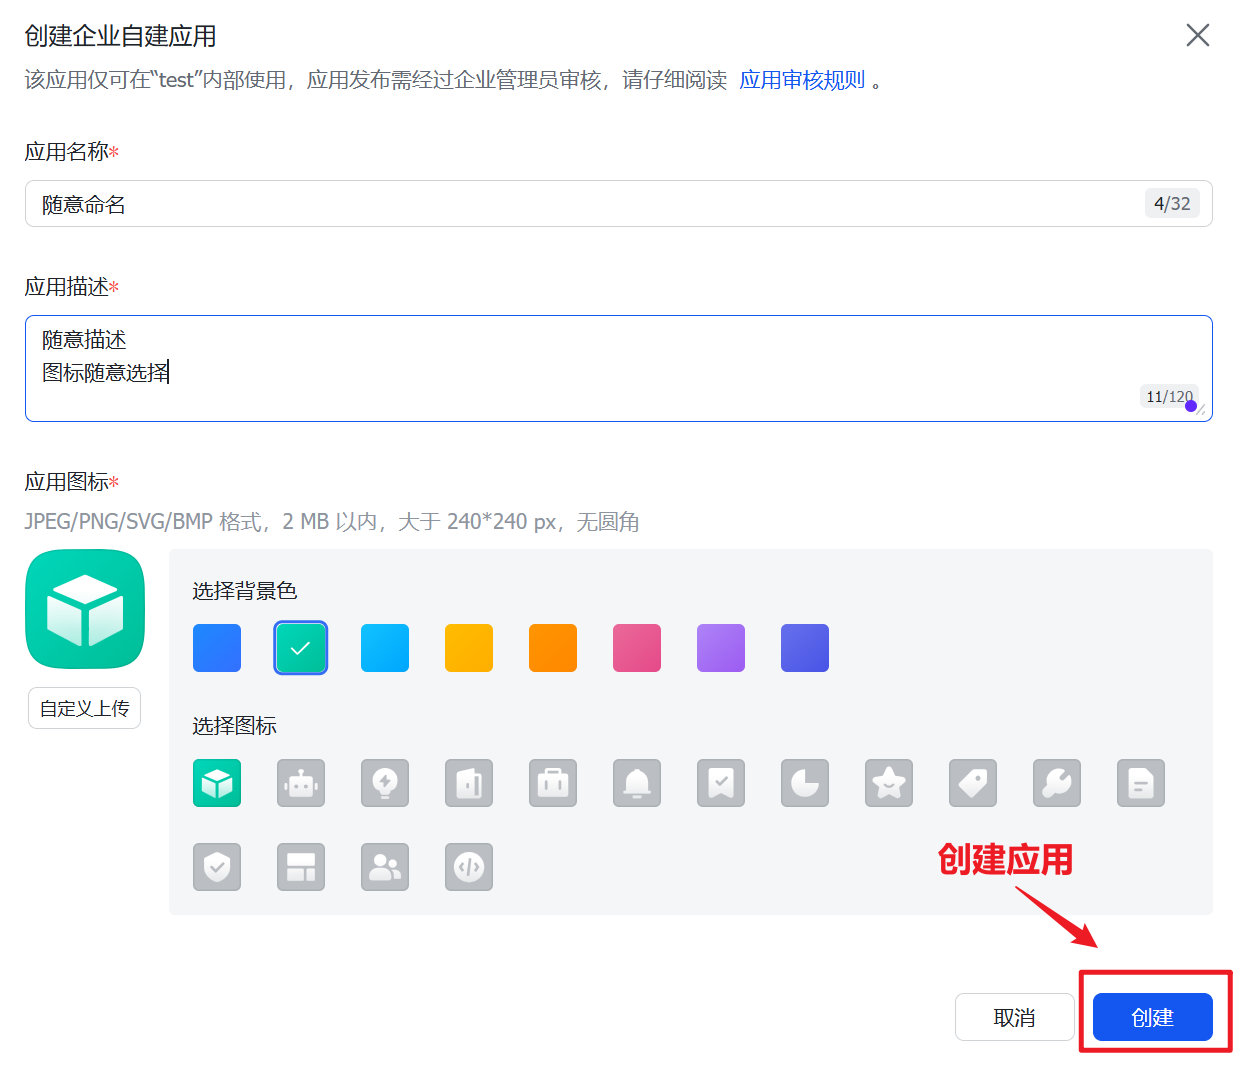 创建企业自建应用
该应用仅可在“test”内部使用，应用发布需经过企业管理员审核，请仔细阅读 应用审核规则 。
应用名称*
随意命名
4/32
应用描述*
随意描述
图标随意选择
11/120
应用图标*
JPEG/PNG/SVG/BMP 格式，2 MB 以内，大于 240*240 px，无圆角
选择背景色
自定义上传
选择图标
创建应用
取消
创建